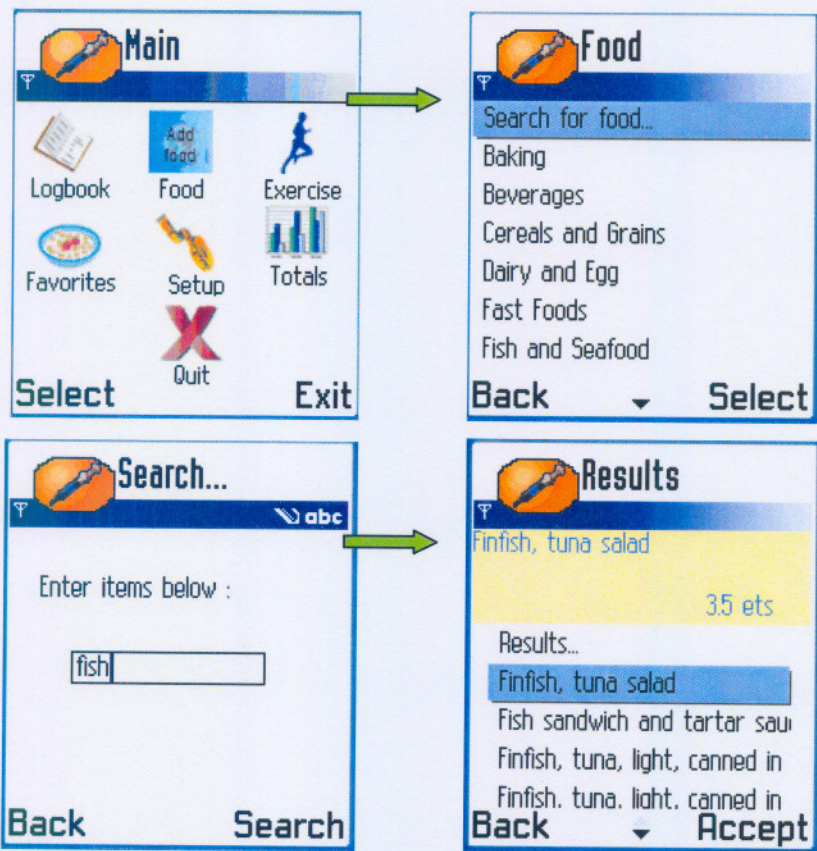 Main
Add
food
Logbook
Food
Exercise
Favorites
Setup
Totals
Quit
Select
Exit
Food
Search for food...
Baking
Beverages
Cereals and Grains
Dairy and Egg
Fast Foods
Fish and Seafood
Back
Select
Search...
abc
Enter items below :
fish
Back
Search
Results
Finfish, tuna salad
3.5 ets
Results...
Finfish, tuna salad
Fish sandwich and tartar sau
Finfish, tuna, light, canned in
Finfish. tuna. light. canned in
Back
Accept